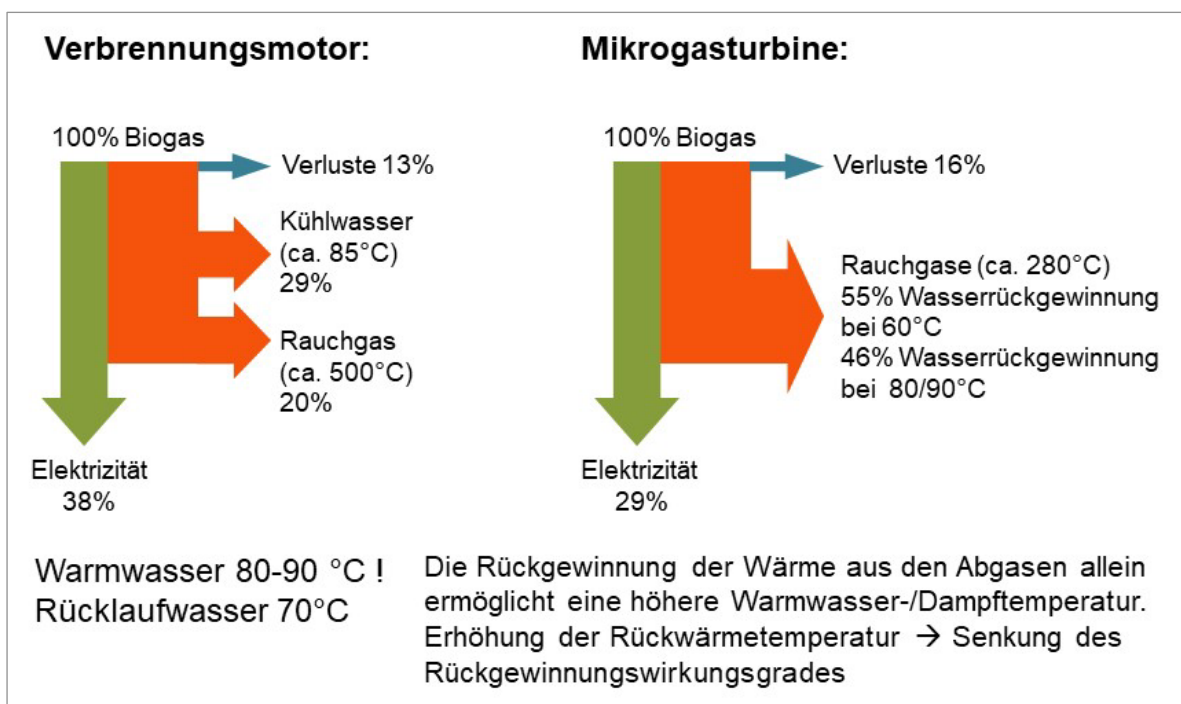 Verbrennungsmotor:
100% Biogas
Verluste 13%
Kühlwasser
(ca. 85°C)
29%
Rauchgas
(ca. 500°C)
20%
Elektrizität
38%
Warmwasser 80-90 °C !
Rücklaufwasser 70°C
Mikrogasturbine:
100% Biogas
Verluste 16%
Rauchgase (ca. 280°C)
55% Wasserrückgewinnung
bei 60°C
46% Wasserrückgewinnung
bei 80/90°C
Elektrizität
29%
Die Rückgewinnung der Wärme aus den Abgasen allein
ermöglicht eine höhere Warmwasser-/Dampftemperatur.
Erhöhung der Rückwärmetemperatur → Senkung des
Rückgewinnungswirkungsgrades